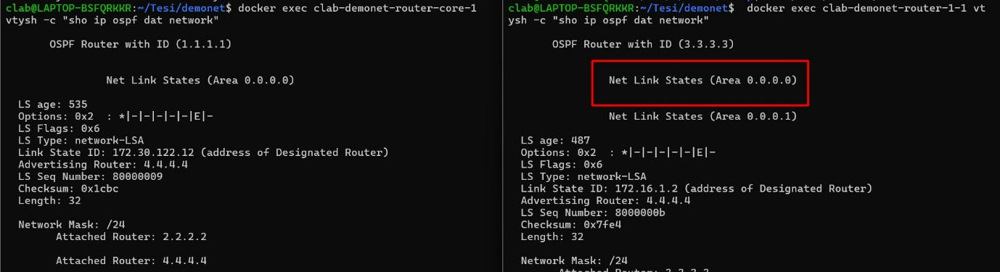 clab@LAPTOP-BSFQRKKR:~/Tesi/demonet$ docker exec clab-demonet-router-core-1
vtysh -c "sho ip ospf dat network"
OSPF Router with ID (1.1.1.1)
Net Link States (Area 0.0.0.0)
LS age: 535
Options: 0x2  : *|-|-|-|-|-|E|-
LS Flags: 0x6
LS Type: network-LSA
Link State ID: 172.30.122.12 (address of Designated Router)
Advertising Router: 4.4.4.4
LS Seq Number: 80000009
Checksum: 0x1cbc
Length: 32
Network Mask: /24
Attached Router: 2.2.2.2
Attached Router: 4.4.4.4
clab@LAPTOP-BSFQRKKR:~/Tesi/demonet$  docker exec clab-demonet-router-1-1 vt
ysh -c "sho ip ospf dat network"
OSPF Router with ID (3.3.3.3)
Net Link States (Area 0.0.0.0)
Net Link States (Area 0.0.0.1)
LS age: 487
Options: 0x2  : *|-|-|-|-|-|E|-
LS Flags: 0x6
LS Type: network-LSA
Link State ID: 172.16.1.2 (address of Designated Router)
Advertising Router: 4.4.4.4
LS Seq Number: 8000000b
Checksum: 0x7fe4
Length: 32
Network Mask: /24
Attached Router: 3.3.3.3